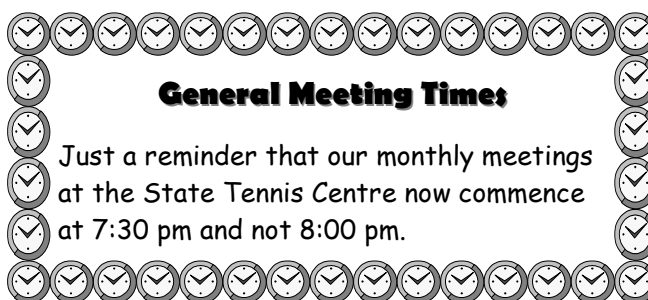 General Meeting Times
Just a reminder that our monthly meetings
at the State Tennis Centre now commence
at 7:30 pm and not 8:00 pm.